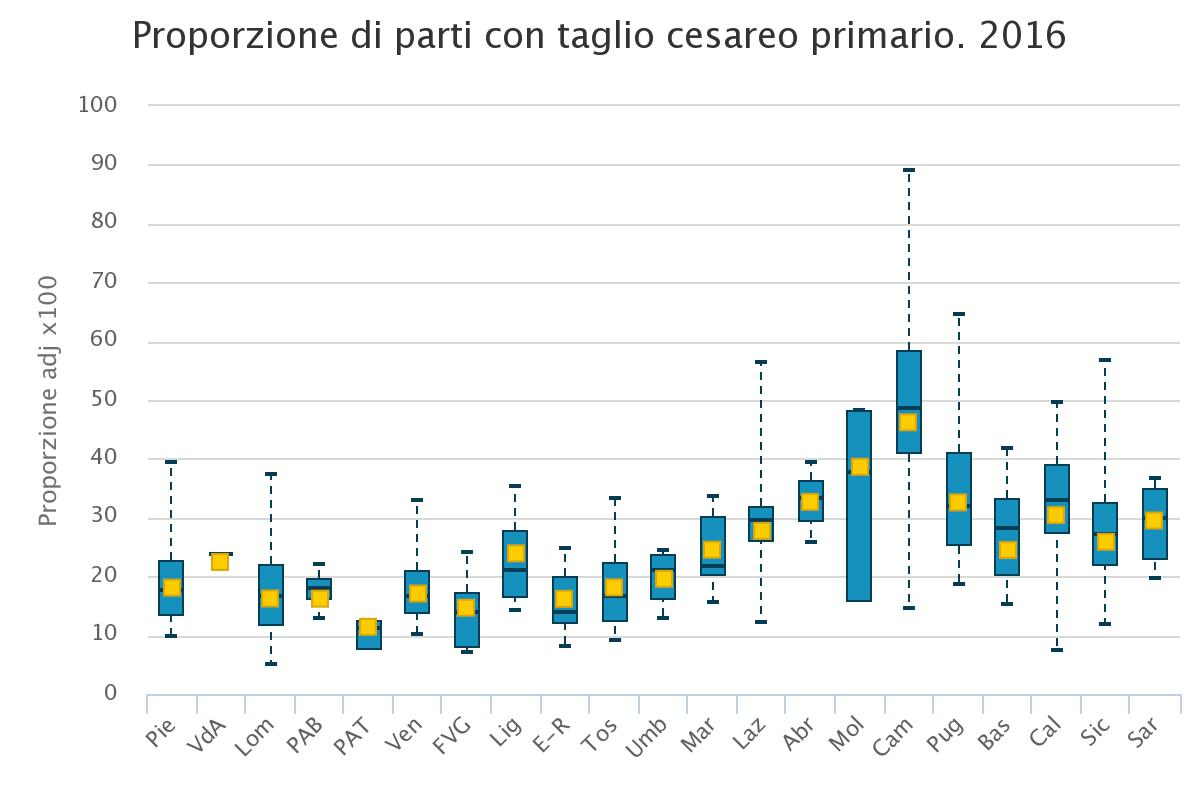 Proporzione di parti con taglio cesareo primario. 2016
Proporzione adj x100
100
90
80
70
60
50
40
30
20
10
0
Pie
VdA
Lom
PAB
PAT
Ven
FVG
Lig
E-R
Tos
Umb
Mar
Laz
Abr
Mol
Cam
Pug
Bas
Cal
Sic
Sar